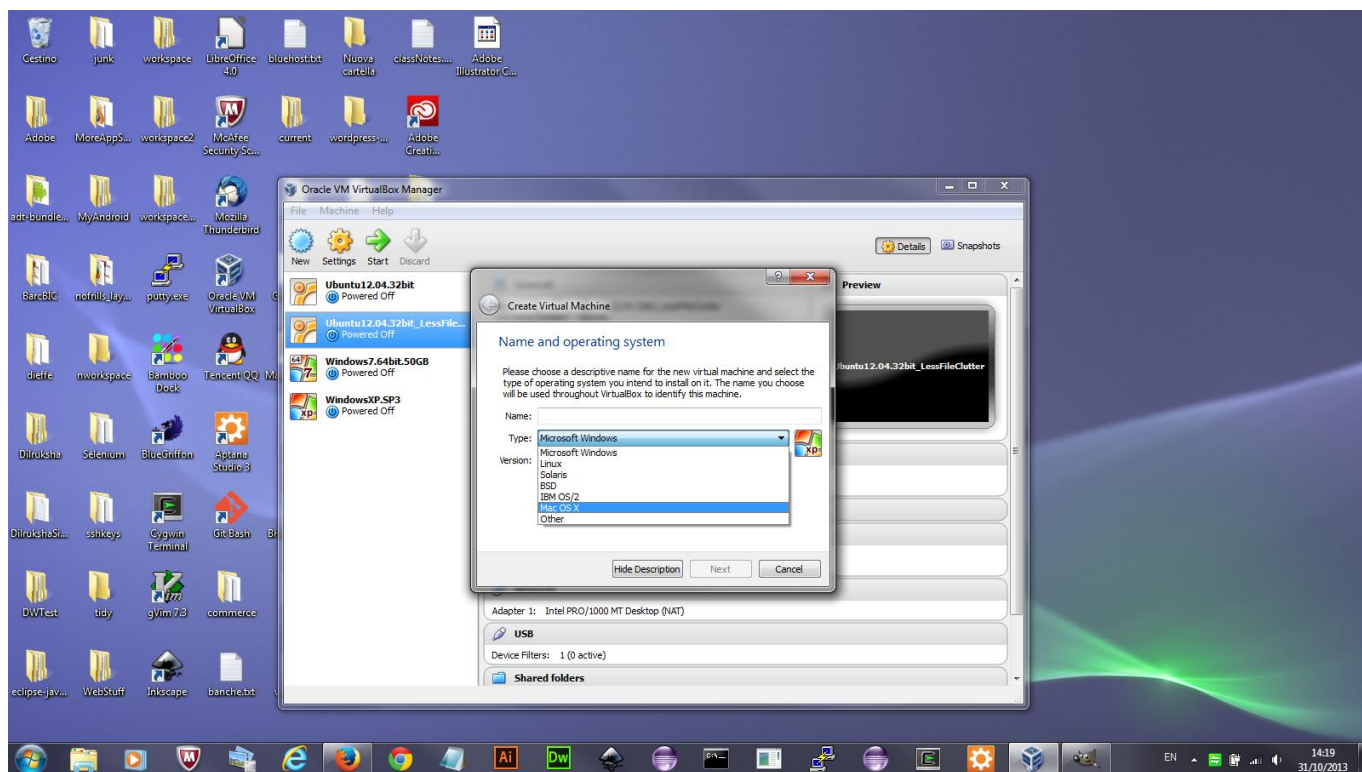 Cestino
junk
workspace
LibreOffice
4.0
bluehost.txt
Nuova
cartella
classNotes....
Adobe
Illustrator C...
Adobe
MoreAppS...
workspace2
McAfee
Security Sc...
current
wordpress-...
Adobe
Creati...
adt-bundle...
MyAndroid
workspace...
Mozilla
Thunderbird
BarcBIC
nofrills_lay...
putty.exe
Oracle VM
VirtualBox
dieffe
nworkspace
Bamboo
Dock
Tencent QQ
Dilruksha
Selenium
BlueGriffon
Aptana
Studio 3
DilrukshaSi...
sshkeys
Cygwin
Terminal
Git Bash
DWTest
tidy
gVim 7.3
commerce
eclipse-jav...
WebStuff
Inkscape
banche.txt
Oracle VM VirtualBox Manager
File Machine Help
New Settings Start Discard
Details Snapshots
Ubuntu12.04.32bit
Powered Off
Ubuntu12.04.32bit_LessFile...
Powered Off
64
7
Windows7.64bit.50GB
Powered Off
XP
WindowsXP.SP3
Powered Off
Preview
buntu12.04.32bit_LessFileClutter
Create Virtual Machine
Name and operating system
Please choose a descriptive name for the new virtual machine and select the
type of operating system you intend to install on it. The name you choose
will be used throughout VirtualBox to identify this machine.
Name:
Type: Microsoft Windows
XP
Version:
Microsoft Windows
Linux
Solaris
BSD
IBM OS/2
Mac OS X
Other
Hide Description Next Cancel
Adapter 1: Intel PRO/1000 MT Desktop (NAT)
USB
Device Filters: 1 (0 active)
Shared folders
Ai
Dw
C:\_
EN
14:19
31/10/2013